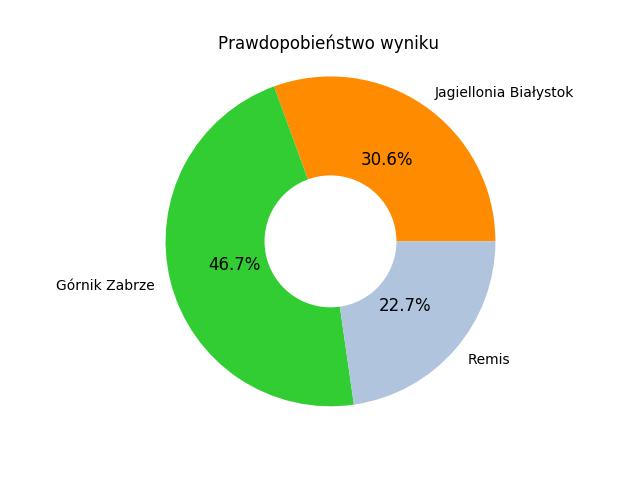 Prawdopobieństwo wyniku
Jagiellonia Białystok
30.6%
46.7%
Górnik Zabrze
22.7%
Remis